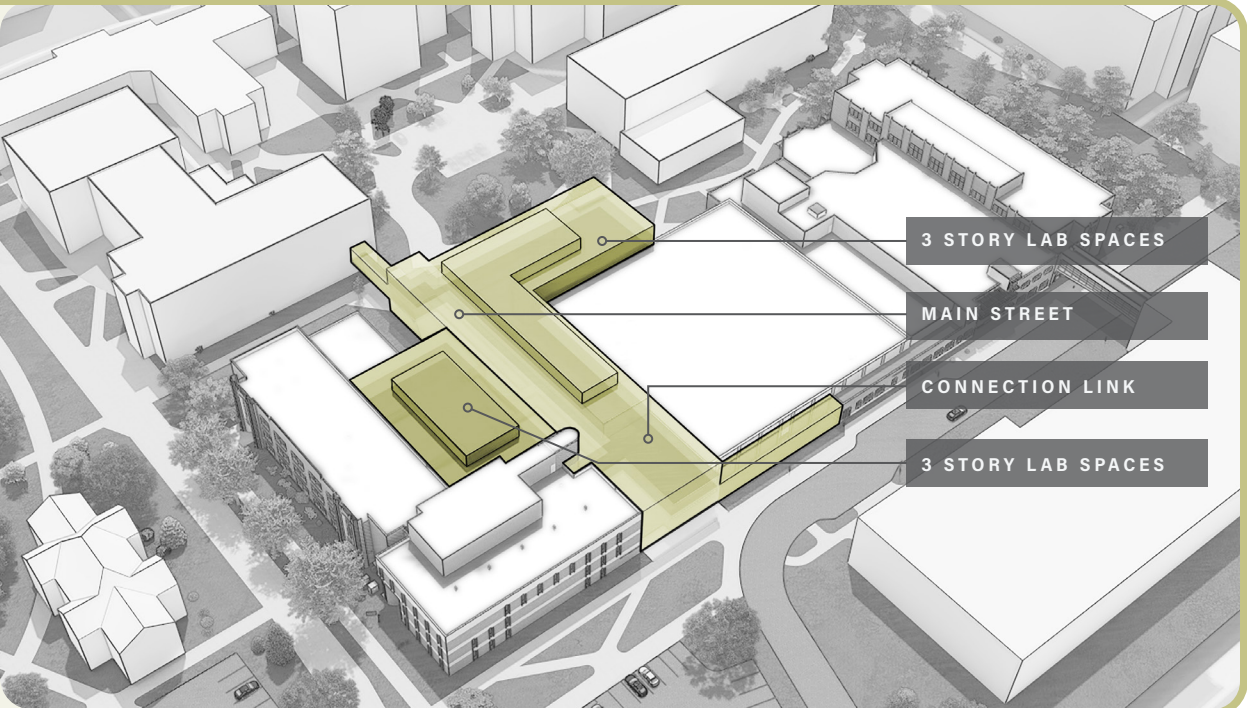 3 STORY LAB SPACES
MAIN STREET
CONNECTION LINK
3 STORY LAB SPACES